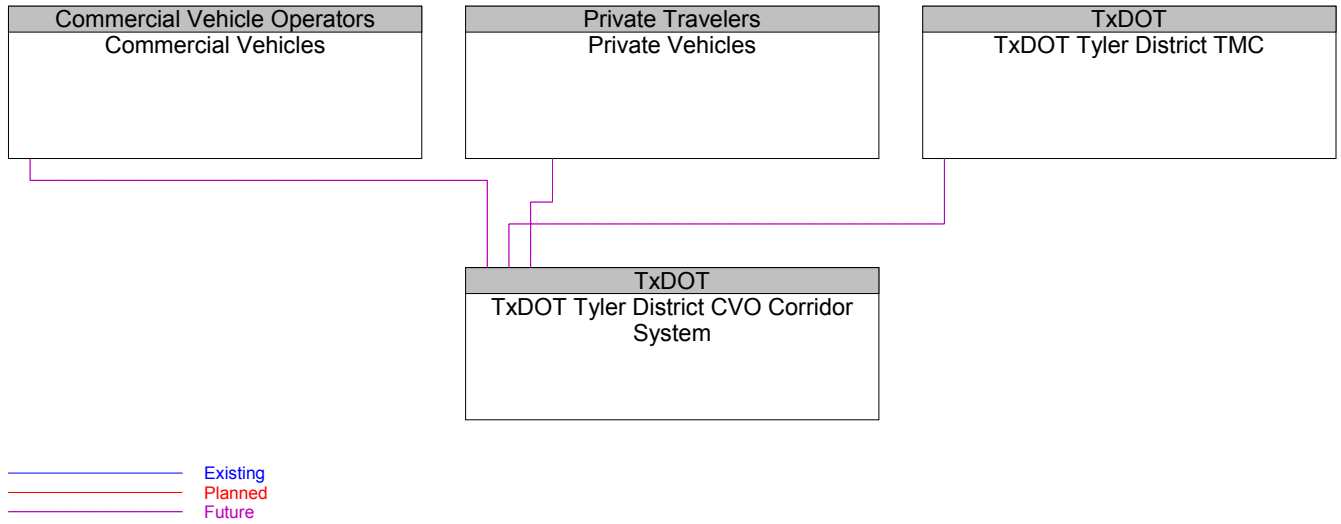 Commercial Vehicle Operators
Commercial Vehicles
Private Travelers
Private Vehicles
TxDOT
TxDOT Tyler District TMC
TxDOT
TxDOT Tyler District CVO Corridor
System
Existing
Planned
Future